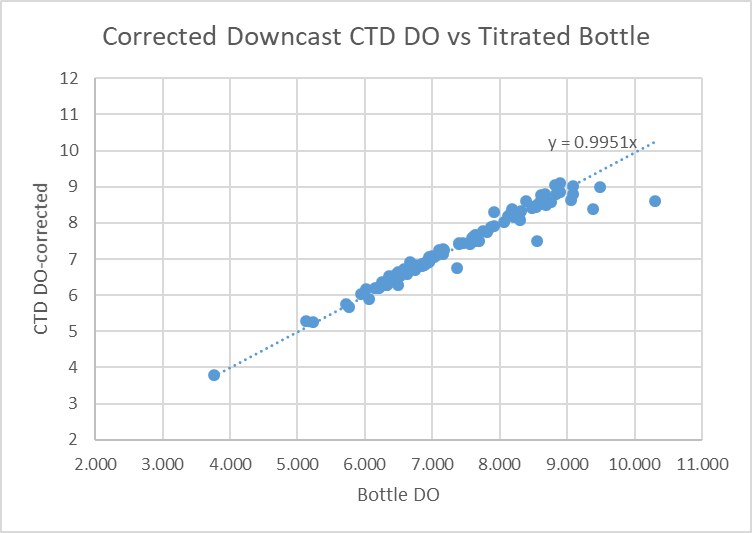 Corrected Downcast CTD DO vs Titrated Bottle
12
11
10
9
8
7
6
5
4
3
2
CTD DO-corrected
y = 0.9951x
2.000 3.000 4.000 5.000 6.000 7.000 8.000 9.000 10.000 11.000
Bottle DO